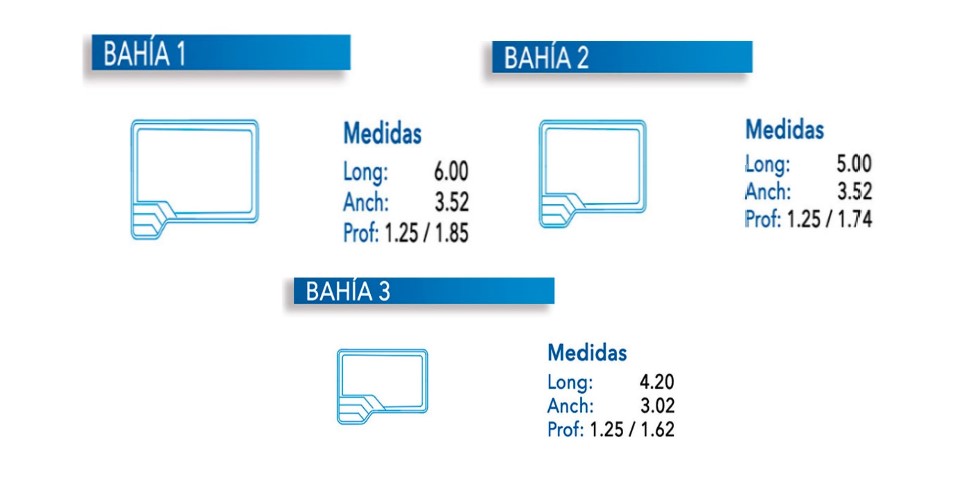 BAHÍA 1
Medidas
Long: 6.00
Anch: 3.52
Prof: 1.25 / 1.85
BAHÍA 2
Medidas
Long: 5.00
Anch: 3.52
Prof: 1.25 / 1.74
BAHÍA 3
Medidas
Long: 4.20
Anch: 3.02
Prof: 1.25 / 1.62